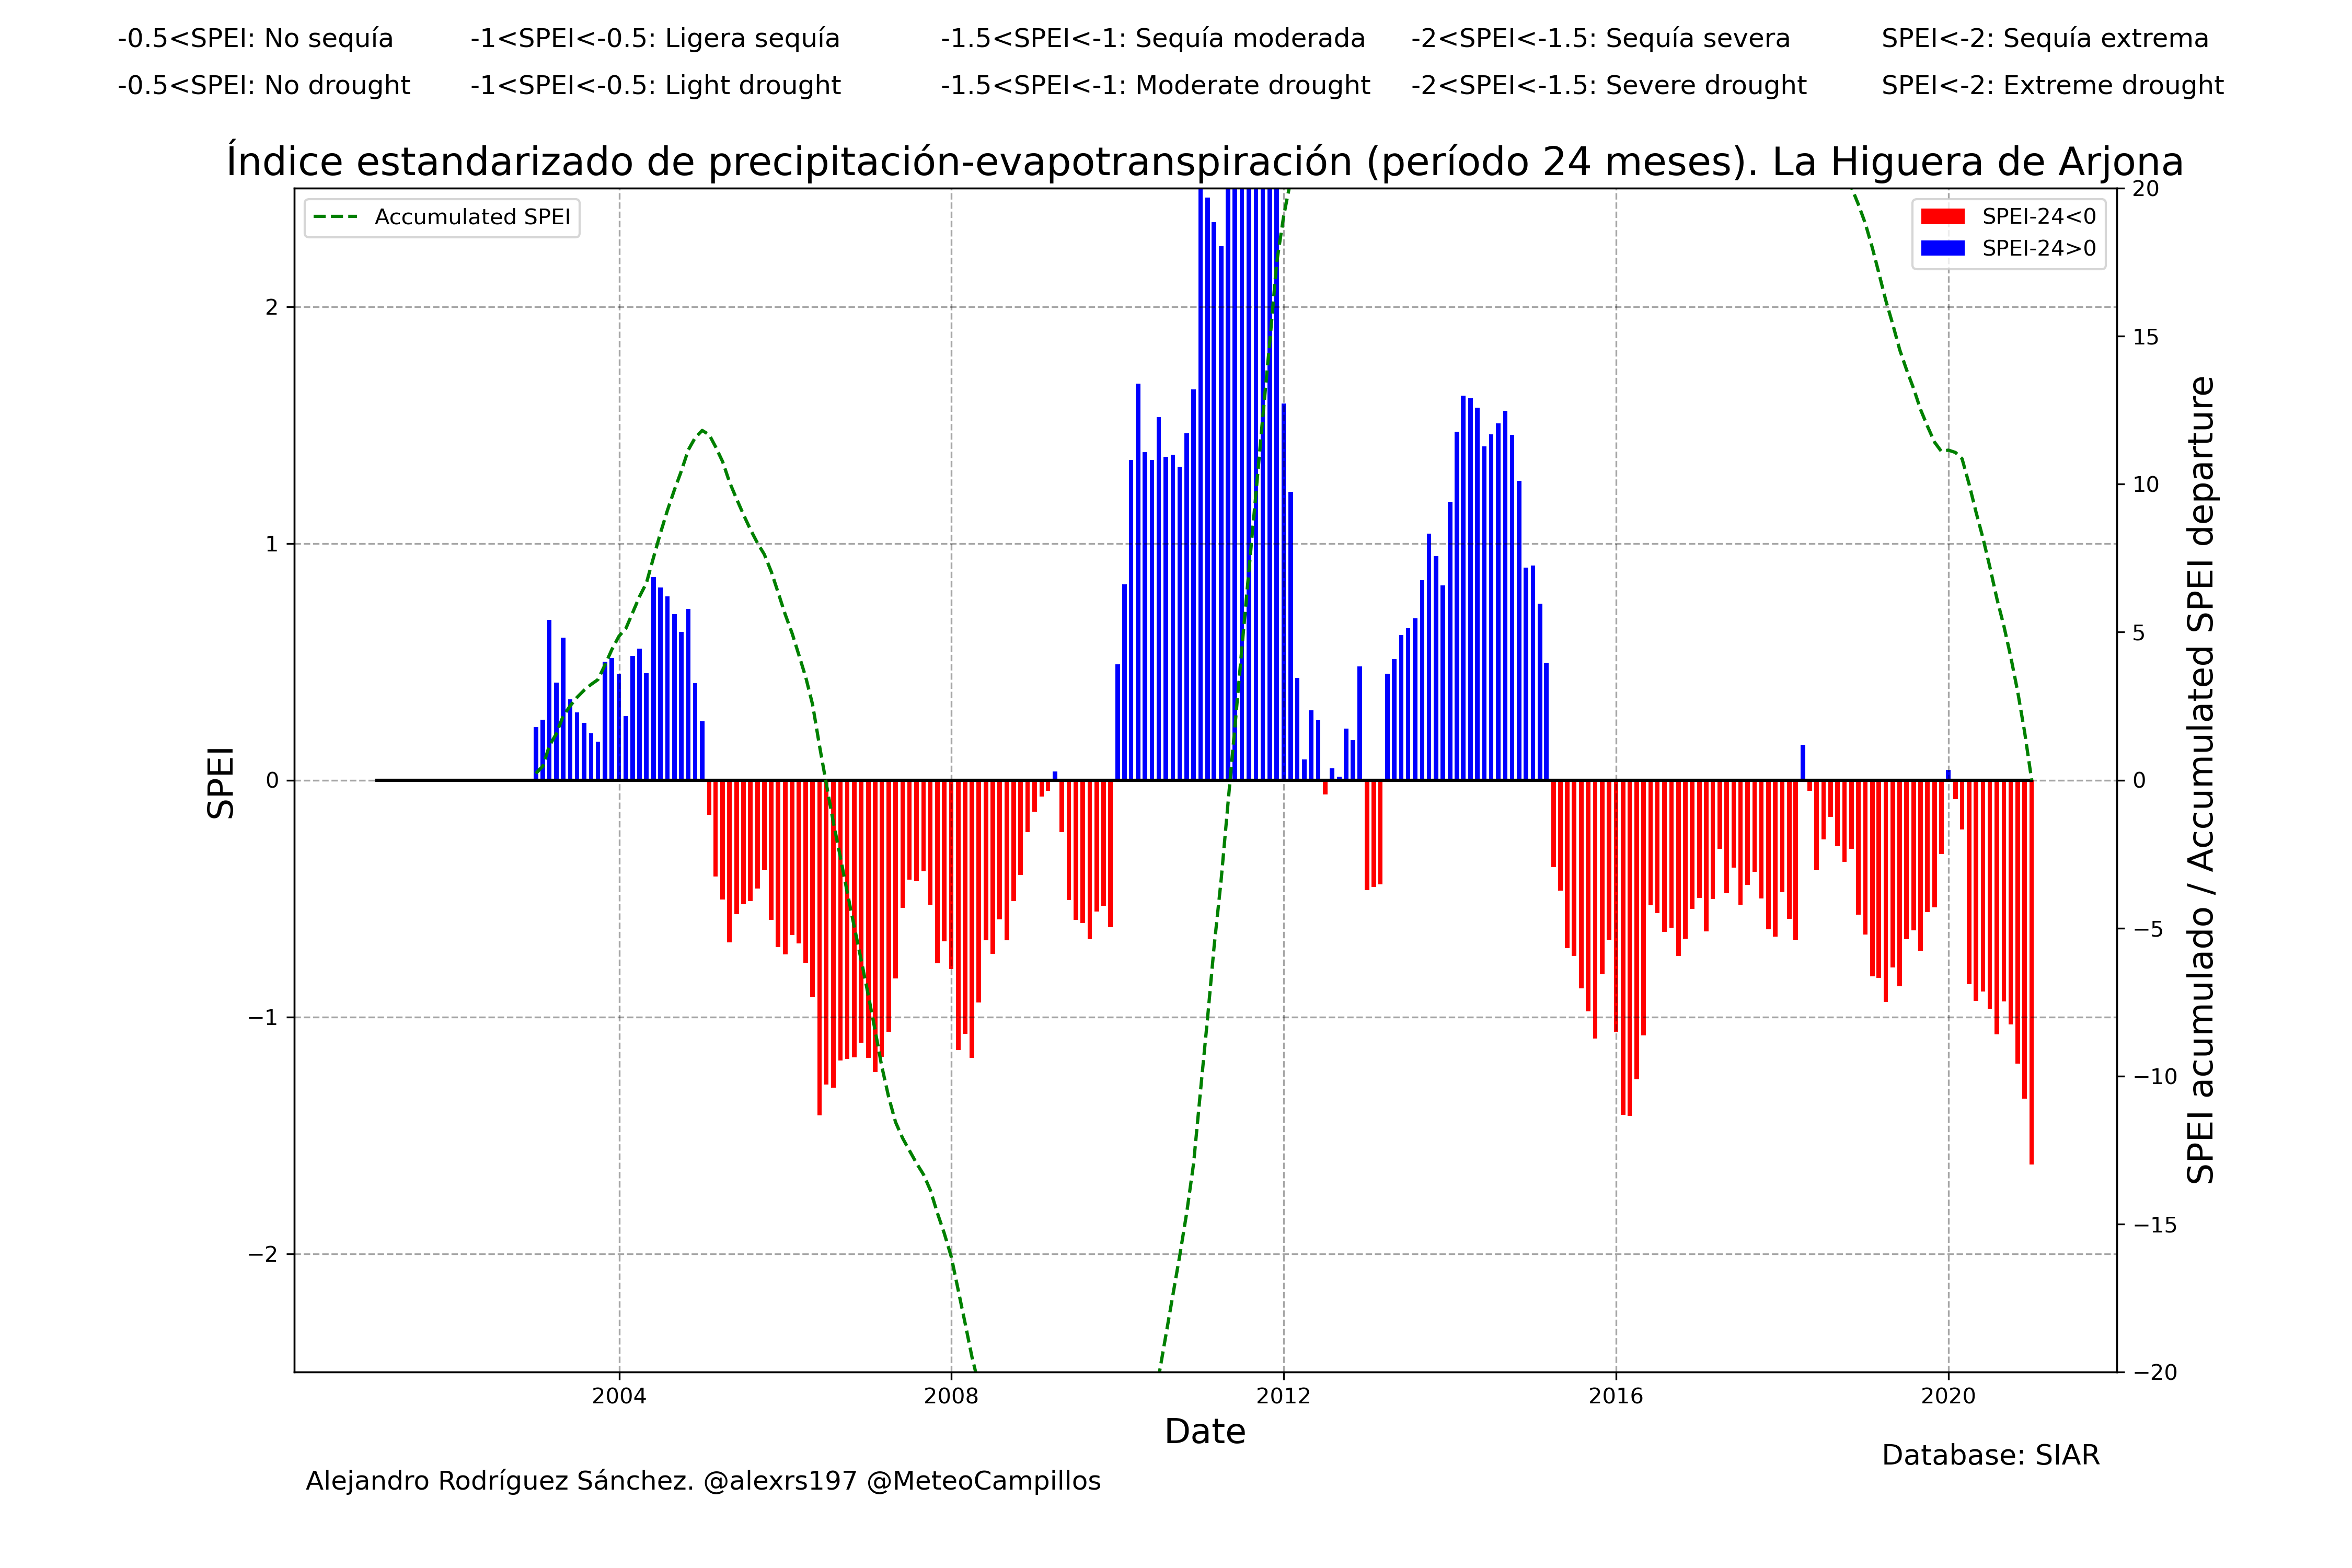 -0.5<SPEI: No sequía -1<SPEI<-0.5: Ligera sequía -1.5<SPEI<-1: Sequía moderada -2<SPEI<-1.5: Sequía severa SPEI<-2: Sequía extrema
-0.5<SPEI: No drought -1<SPEI<-0.5: Light drought -1.5<SPEI<-1: Moderate drought -2<SPEI<-1.5: Severe drought SPEI<-2: Extreme drought
Índice estandarizado de precipitación-evapotranspiración (período 24 meses). La Higuera de Arjona
Accumulated SPEI
SPEI-24<0
SPEI-24>0
SPEI
2
1
0
−1
−2
20
15
10
5
0
−5
−10
−15
−20
SPEI acumulado / Accumulated SPEI departure
2004 2008 2012 2016 2020
Date
Database: SIAR
Alejandro Rodríguez Sánchez. @alexrs197 @MeteoCampillos